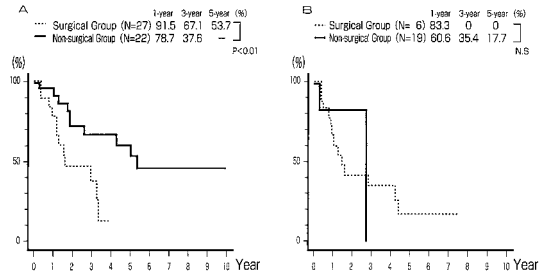 A
1-year 3-year 5-year (%)
Surgical Group (N=27) 91.5 67.1 53.7
Non-surgical Group (N=22) 78.7 37.6 –
P<0.01
(%)
100
50
0
0 1 2 3 4 5 6 7 8 9 10 Year
B
1-year 3-year 5-year (%)
Surgical Group (N= 6) 83.3 0
Non-surgical Group (N=19) 60.6 35.4 17.7
N.S
(%)
100
50
0
0 1 2 3 4 5 6 7 8 9 10 Year